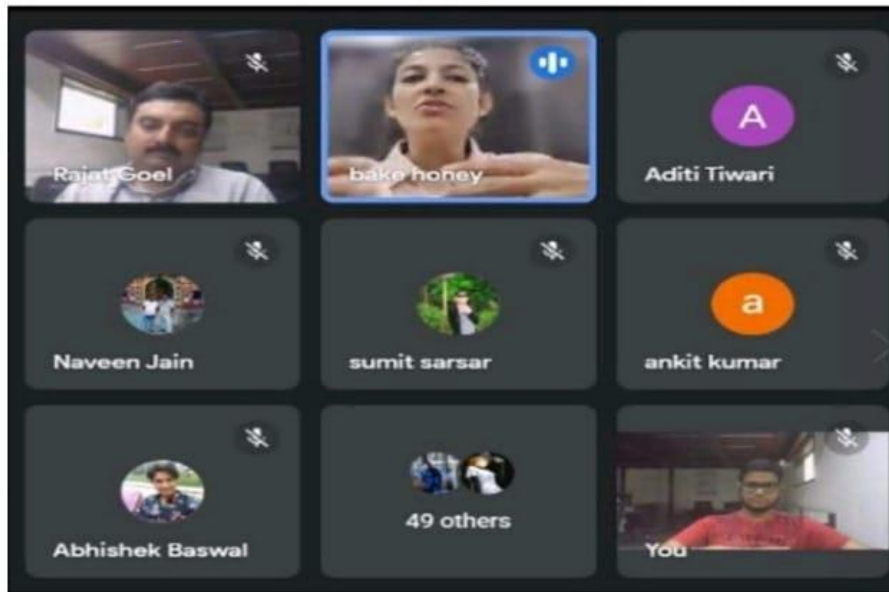 Rajat Goel
bake honey
A
Aditi Tiwari
Naveen Jain
sumit sarsar
a
ankit kumar
Abhishek Baswal
49 others
You